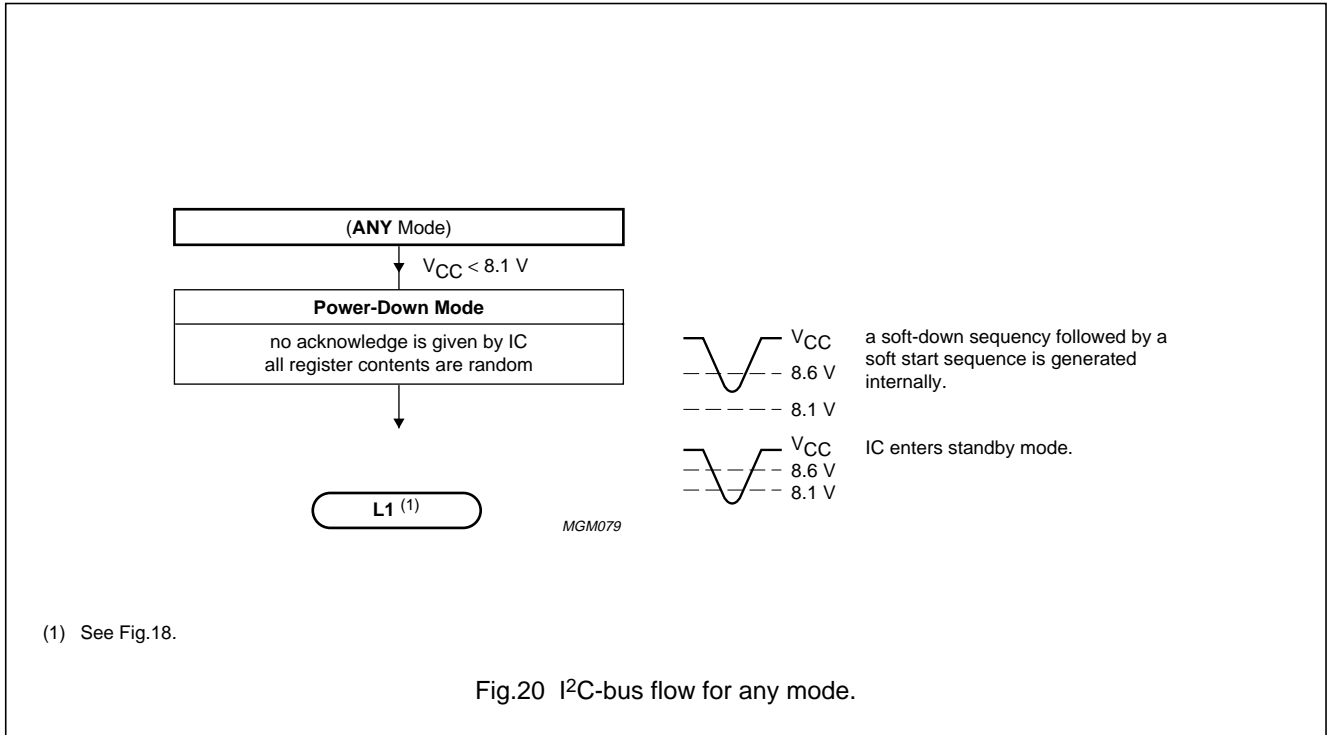 (ANY Mode)
VCC < 8.1 V
Power-Down Mode
no acknowledge is given by IC
all register contents are random
L1 (1)
MGM079
VCC
8.6 V
8.1 V
a soft-down sequency followed by a
soft start sequence is generated
internally.
VCC
8.6 V
8.1 V
IC enters standby mode.
(1) See Fig.18.
Fig.20 I²C-bus flow for any mode.